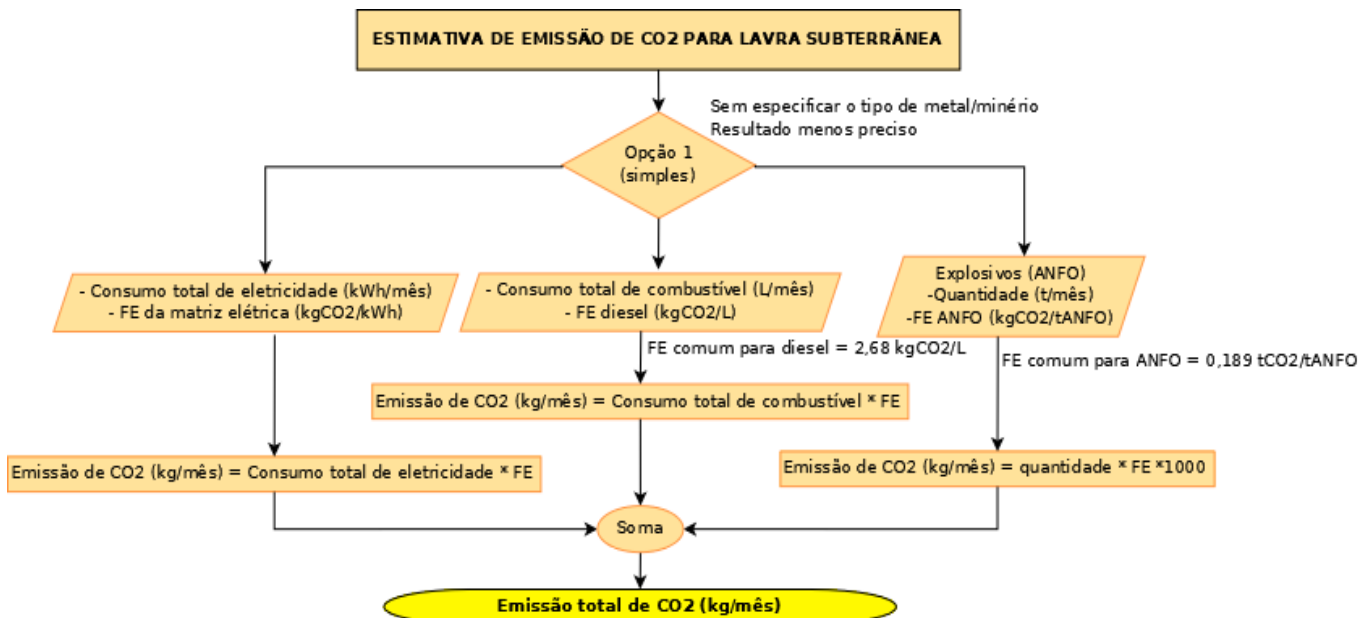 ESTIMATIVA DE EMISSÃO DE CO2 PARA LAVRA SUBTERRÂNEA
Sem especificar o tipo de metal/minério
Resultado menos preciso
Opção 1
(simples)
- Consumo total de eletricidade (kWh/mês)
- FE da matriz elétrica (kgCO2/kWh)
- Consumo total de combustível (L/mês)
- FE diesel (kgCO2/L)
Explosivos (ANFO)
-Quantidade (t/mês)
-FE ANFO (kgCO2/tANFO)
FE comum para diesel = 2,68 kgCO2/L
FE comum para ANFO = 0,189 tCO2/tANFO
Emissão de CO2 (kg/mês) = Consumo total de combustível * FE
Emissão de CO2 (kg/mês) = Consumo total de eletricidade * FE
Emissão de CO2 (kg/mês) = quantidade * FE *1000
Soma
Emissão total de CO2 (kg/mês)